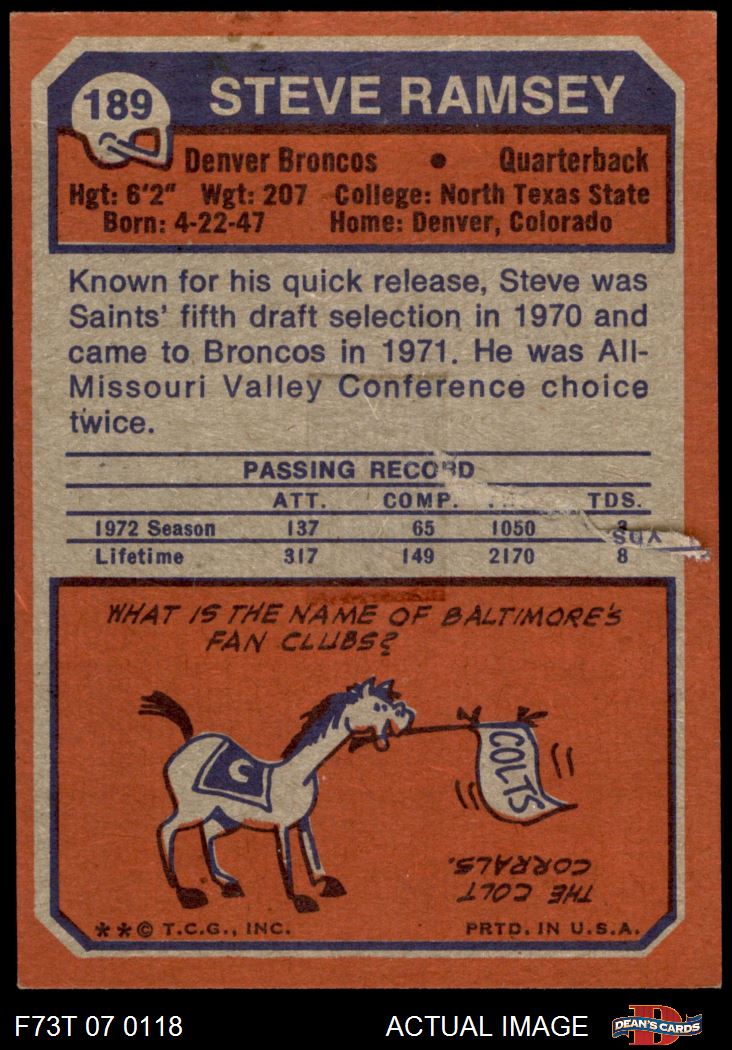 189 STEVE RAMSEY
Denver Broncos • Quarterback
Hgt: 6'2" Wgt: 207 College: North Texas State
Born: 4-22-47 Home: Denver, Colorado
Known for his quick release, Steve was
Saints' fifth draft selection in 1970 and
came to Broncos in 1971. He was All-
Missouri Valley Conference choice
twice.
PASSING RECORD
ATT. COMP. TDS.
1972 Season 137 65 1050
Lifetime 317 149 2170 8
WHAT IS THE NAME OF BALTIMORE'S
FAN CLUBS?
C
COLTS
THE COLT
CORRALS.
**© T.C.G., INC. PRTD. IN U.S.A.
F73T 07 0118 ACTUAL IMAGE DEAN'S CARDS